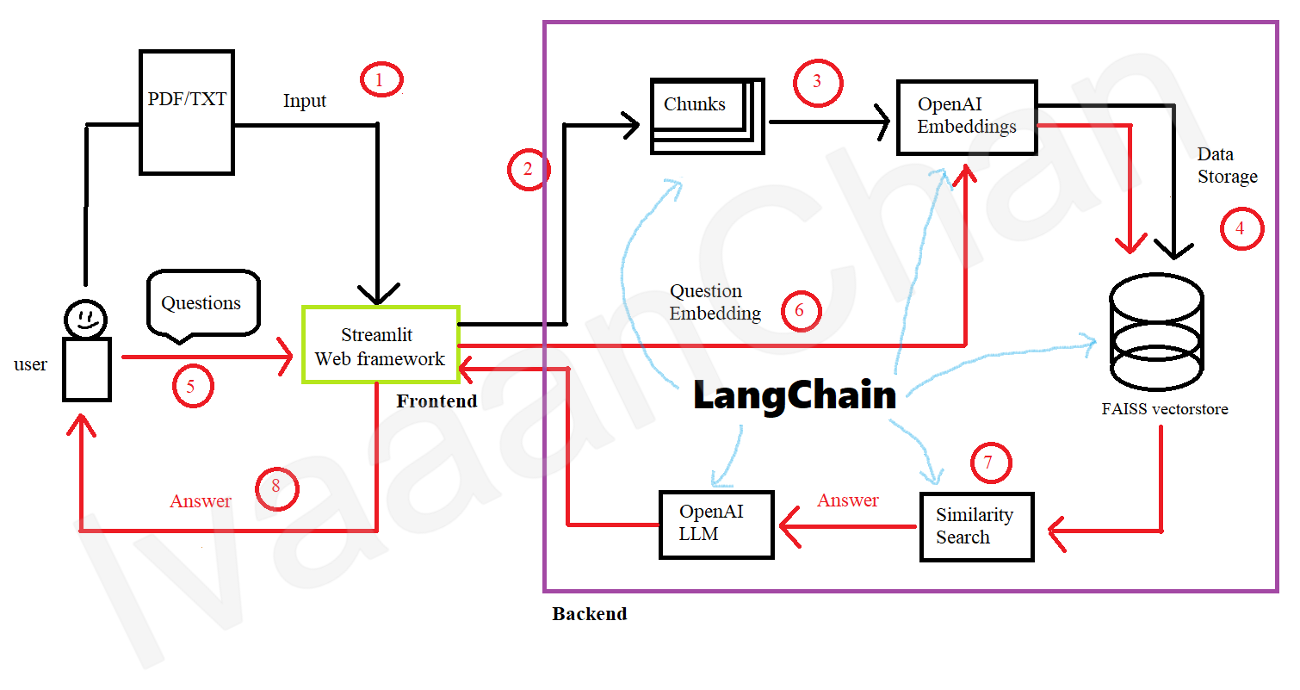 PDF/TXT
Input
1
2
Chunks
3
OpenAI
Embeddings
Data
Storage
4
Questions
user
5
Streamlit
Web framework
Frontend
Question
Embedding
6
LangChain
FAISS vectorstore
7
Similarity
Search
Answer
OpenAI
LLM
Answer
8
Backend
IvaaanChan